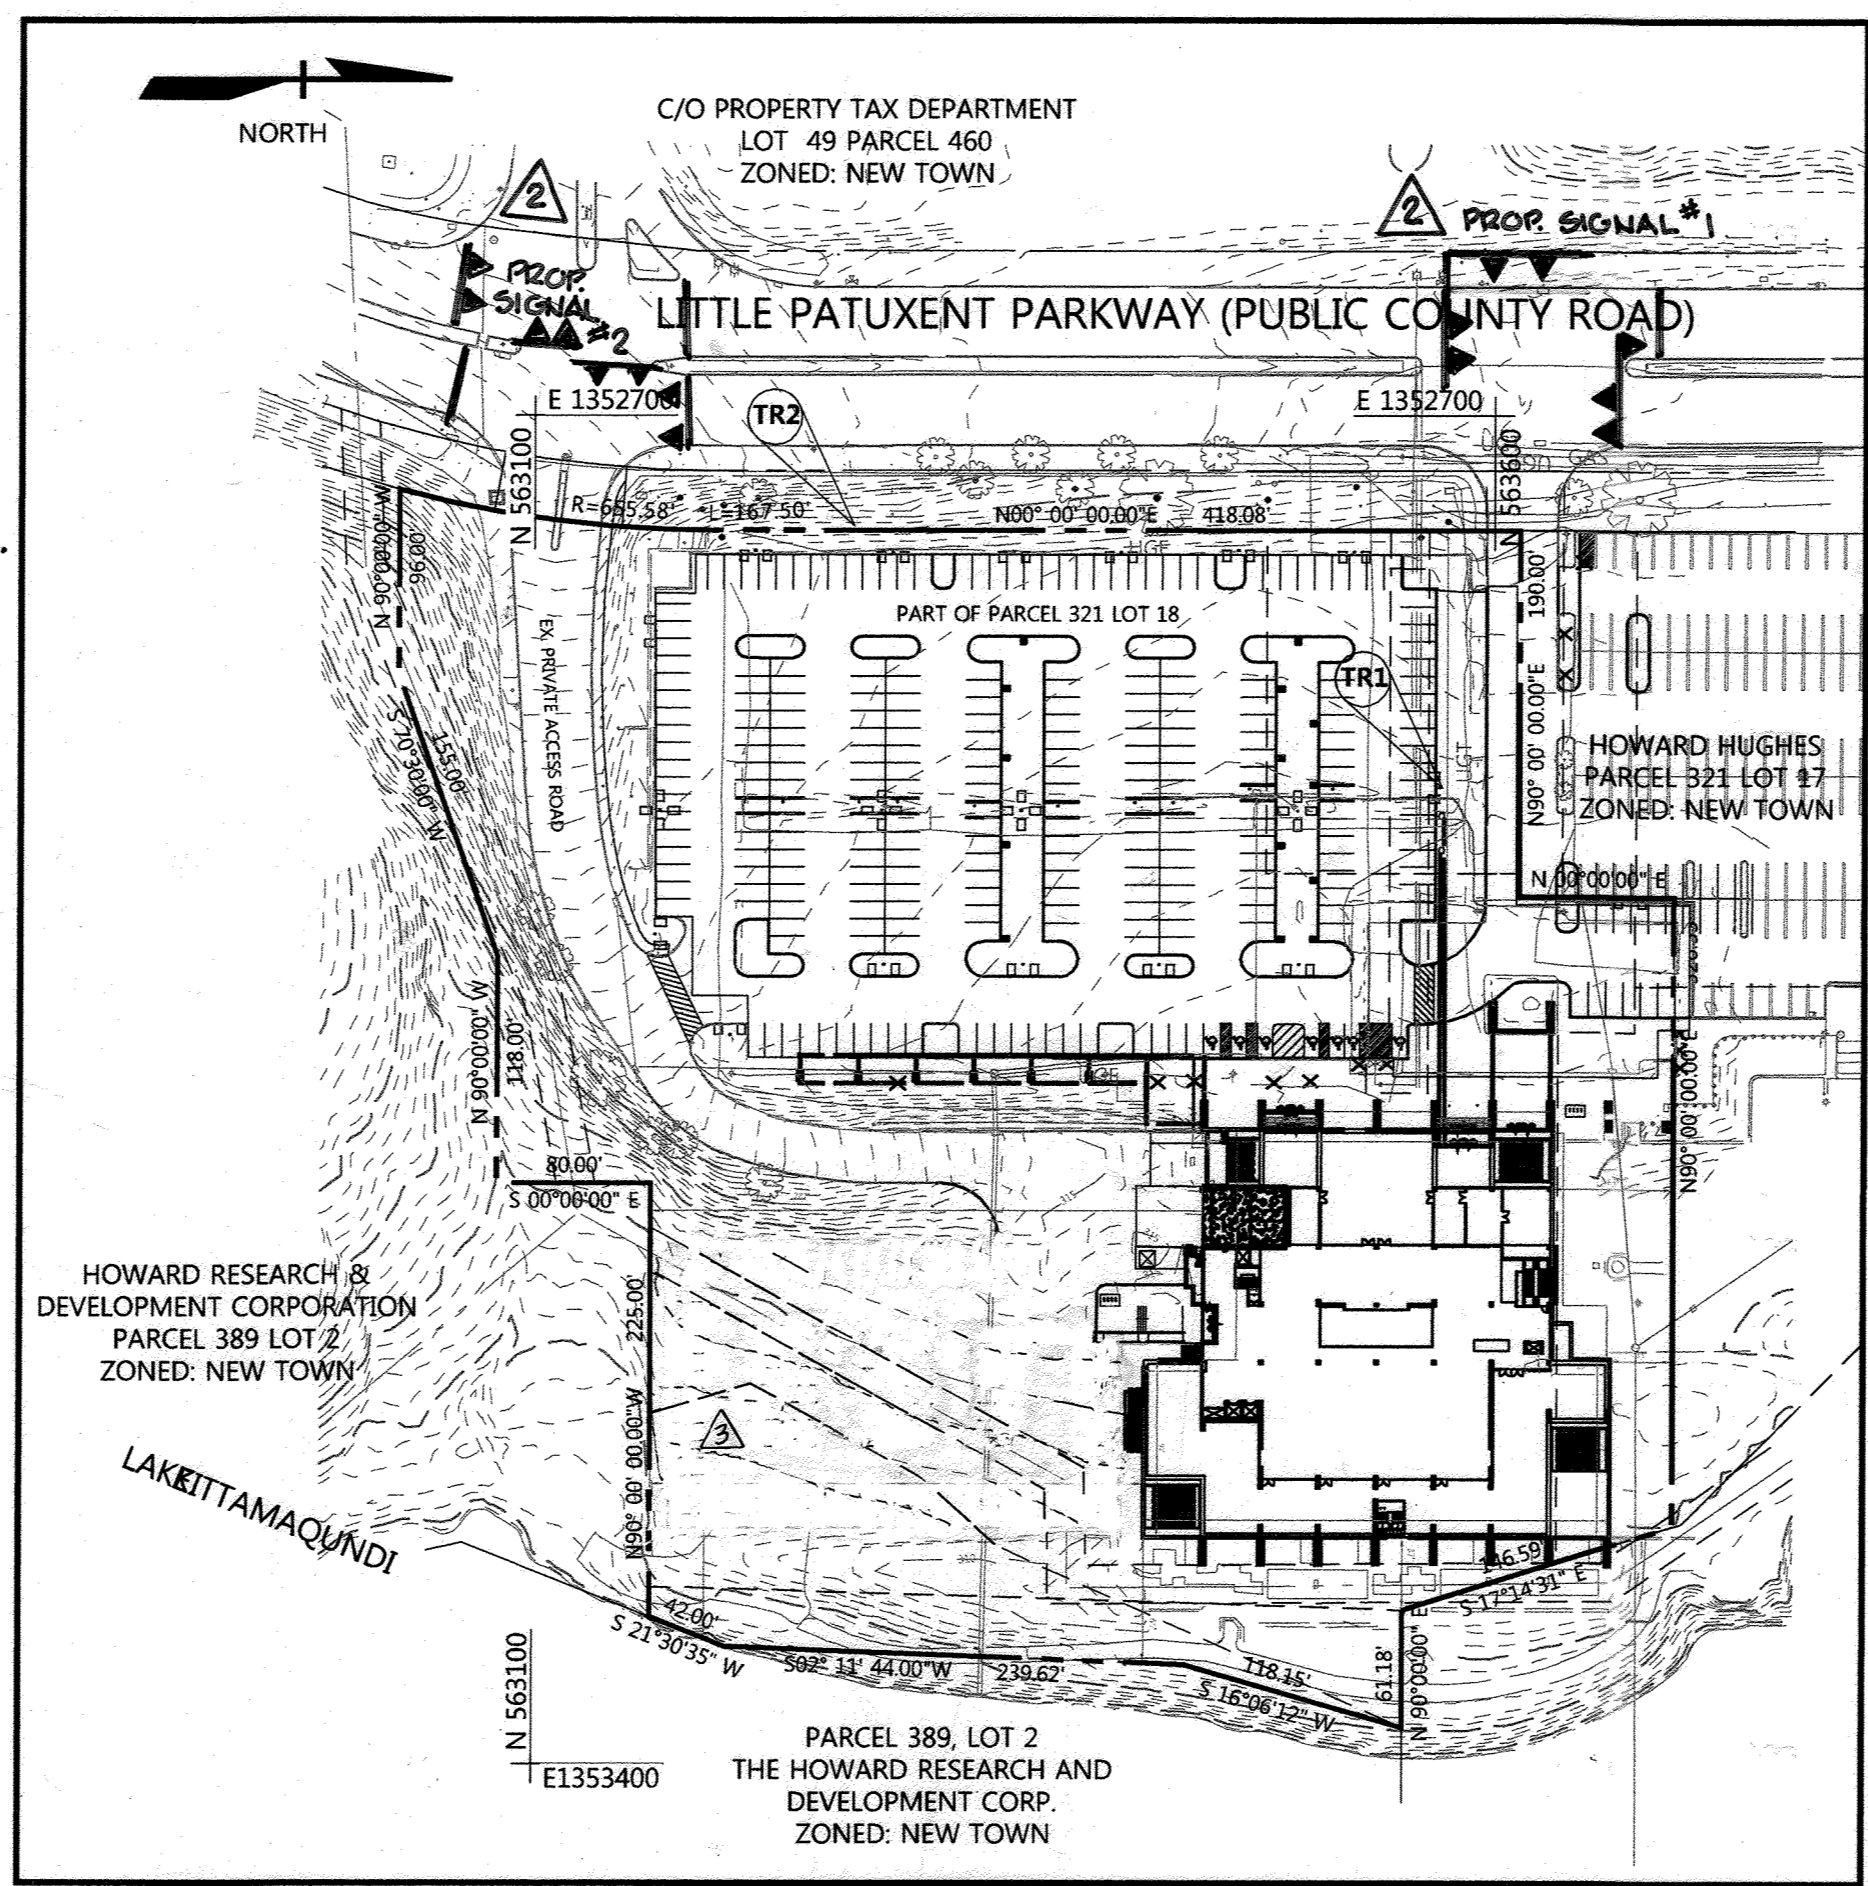 NORTH
C/O PROPERTY TAX DEPARTMENT
LOT 49 PARCEL 460
ZONED: NEW TOWN
2
2
PROP. SIGNAL #1
PROP.
SIGNAL
#2
LITTLE PATUXENT PARKWAY (PUBLIC COUNTY ROAD)
E 1352700
E 1352700
TR2
N 563100
N 563600
R=655.58'
L=167.50'
N00° 00' 00.00"E
418.08'
N 90°00'00" W
96.00'
UGE
190.00'
N90° 00' 00.00"E
PART OF PARCEL 321 LOT 18
EX. PRIVATE ACCESS ROAD
TR1
UGT
S 70°30'00" W
155.00'
HOWARD HUGHES
PARCEL 321 LOT 17
ZONED: NEW TOWN
N 00°00'00" E
N 90°00'00" W
118.00'
UGE
N90° 00' 00.00" E
80.00'
S 00°00'00" E
HOWARD RESEARCH &
DEVELOPMENT CORPORATION
PARCEL 389 LOT 2
ZONED: NEW TOWN
225.00'
N90° 00' 00.00"W
3
LAKE KITTAMAQUNDI
42.00'
S 21°30'35" W
S02° 11' 44.00"W
239.62'
118.15'
S 16°06'12" W
61.18'
N 90°00'00" E
146.59'
S 17°14'31" E
N 563100
E1353400
PARCEL 389, LOT 2
THE HOWARD RESEARCH AND
DEVELOPMENT CORP.
ZONED: NEW TOWN